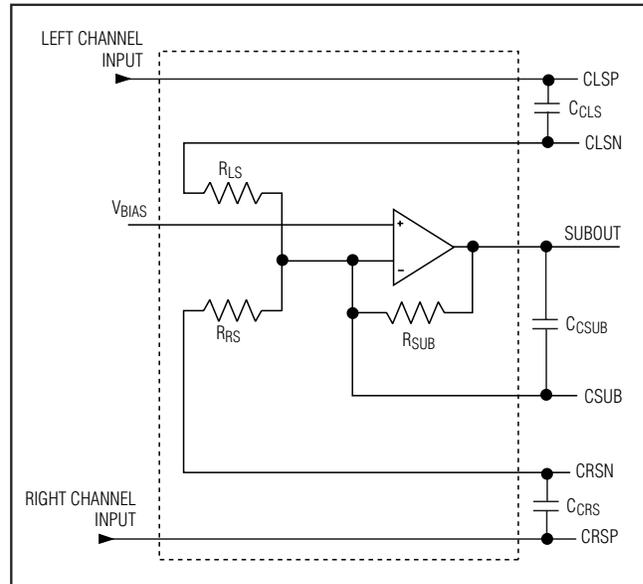 LEFT CHANNEL
INPUT
CLSP
CCLS
CLSN
RLS
VBIAS
+
−
SUBOUT
RRS
RSUB
CCSUB
CSUB
CRSN
RIGHT CHANNEL
INPUT
CCRS
CRSP